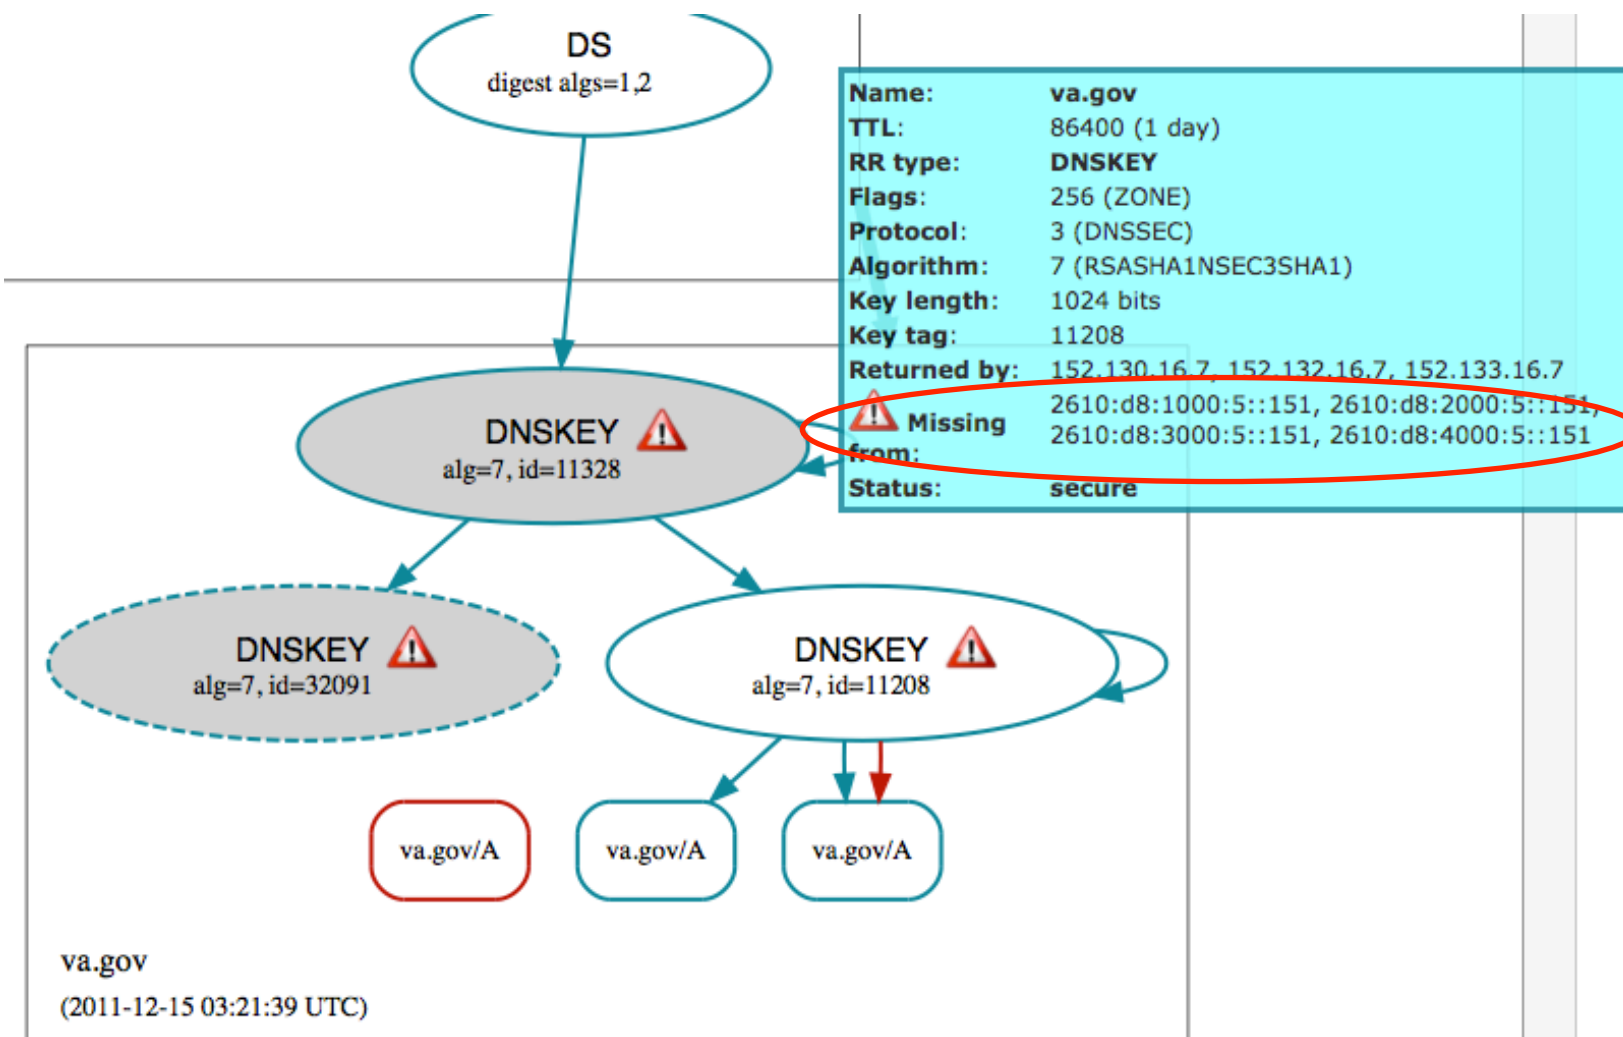 DS
digest algs=1,2
Name: va.gov
TTL: 86400 (1 day)
RR type: DNSKEY
Flags: 256 (ZONE)
Protocol: 3 (DNSSEC)
Algorithm: 7 (RSASHA1NSEC3SHA1)
Key length: 1024 bits
Key tag: 11208
Returned by: 152.130.16.7, 152.132.16.7, 152.133.16.7
Missing from: 2610:d8:1000:5::151, 2610:d8:2000:5::151,
2610:d8:3000:5::151, 2610:d8:4000:5::151
Status: secure
DNSKEY
alg=7, id=11328
DNSKEY
alg=7, id=32091
DNSKEY
alg=7, id=11208
va.gov/A
va.gov/A
va.gov/A
va.gov
(2011-12-15 03:21:39 UTC)